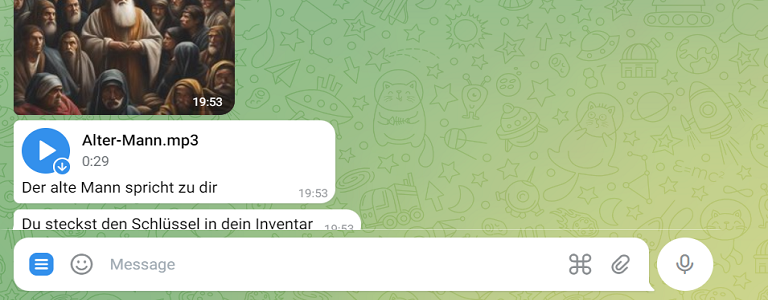 19:53
Alter-Mann.mp3
0:29
Der alte Mann spricht zu dir
19:53
Du steckst den Schlüssel in dein Inventar
19:53
Message